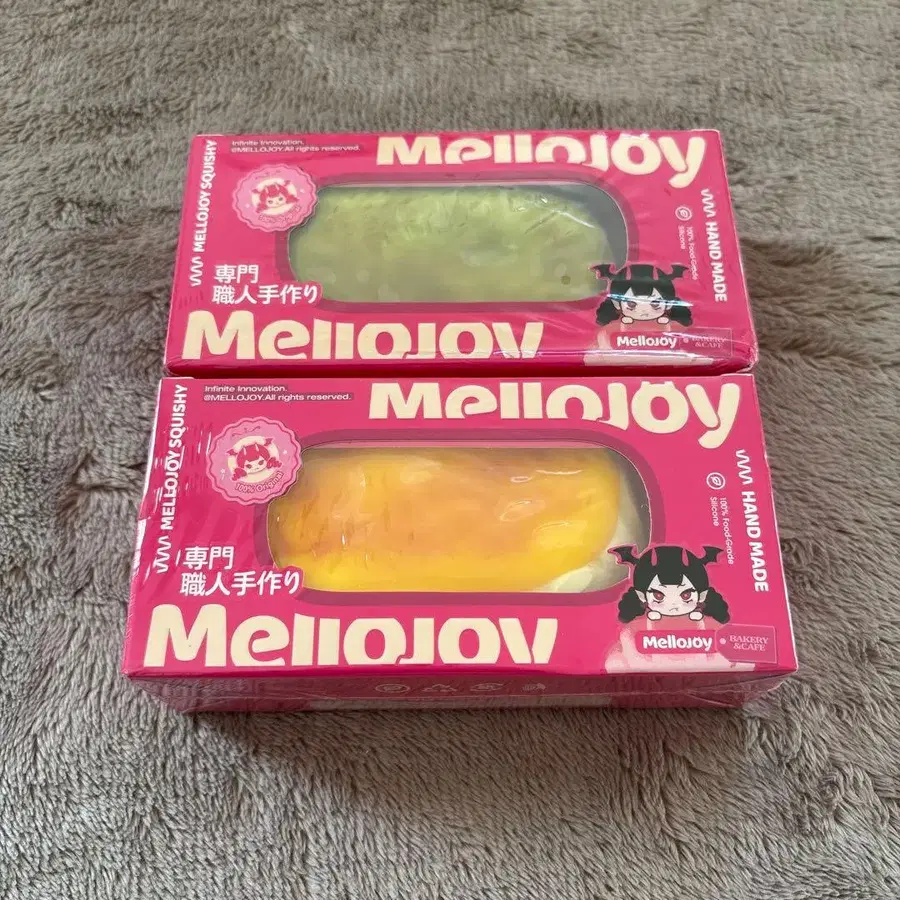 Infinite Innovation.
@MELLOJOY.All rights reserved.
Mellojoy
MELLOJOY SQUISHY
100% Food-Grade
Silicone
HAND MADE
専門
職人手作り
Mellojoy
Mellojoy
BAKERY
&CAFE
Infinite Innovation.
@MELLOJOY.All rights reserved.
Mellojoy
MELLOJOY SQUISHY
100% Original
100% Food-Grade
Silicone
HAND MADE
専門
職人手作り
Mellojoy
Mellojoy
BAKERY
&CAFE